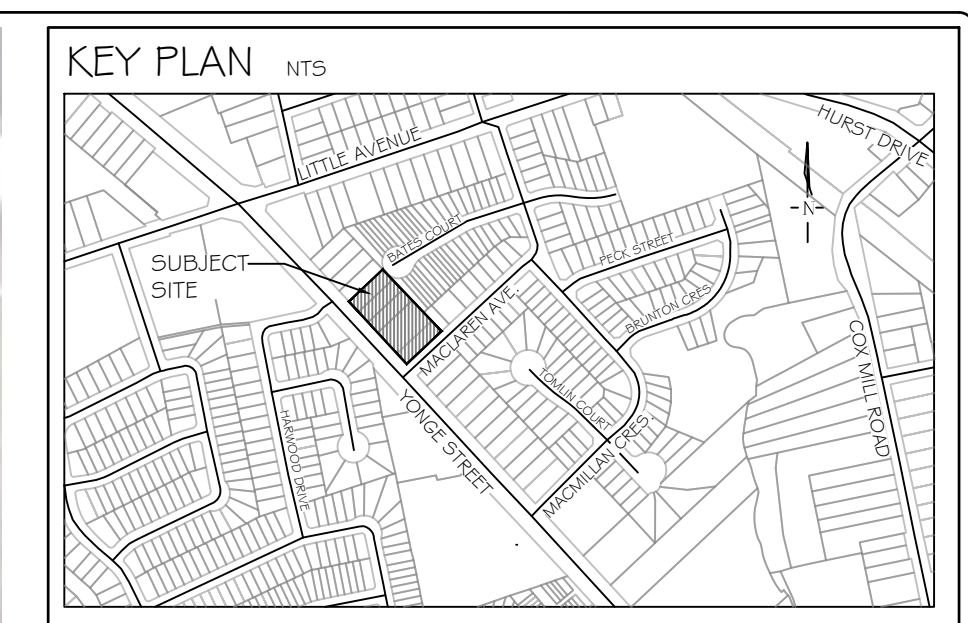 KEY PLAN NTS
HURST DRIVE
LITTLE AVENUE
N
BATES COURT
PECK STREET
SUBJECT
SITE
BRUNTON CRES.
MACLAREN AVE.
COX MILL ROAD
TOMLIN COURT
YONGE STREET
HARWOOD DRIVE
MACMILLAN CRES.